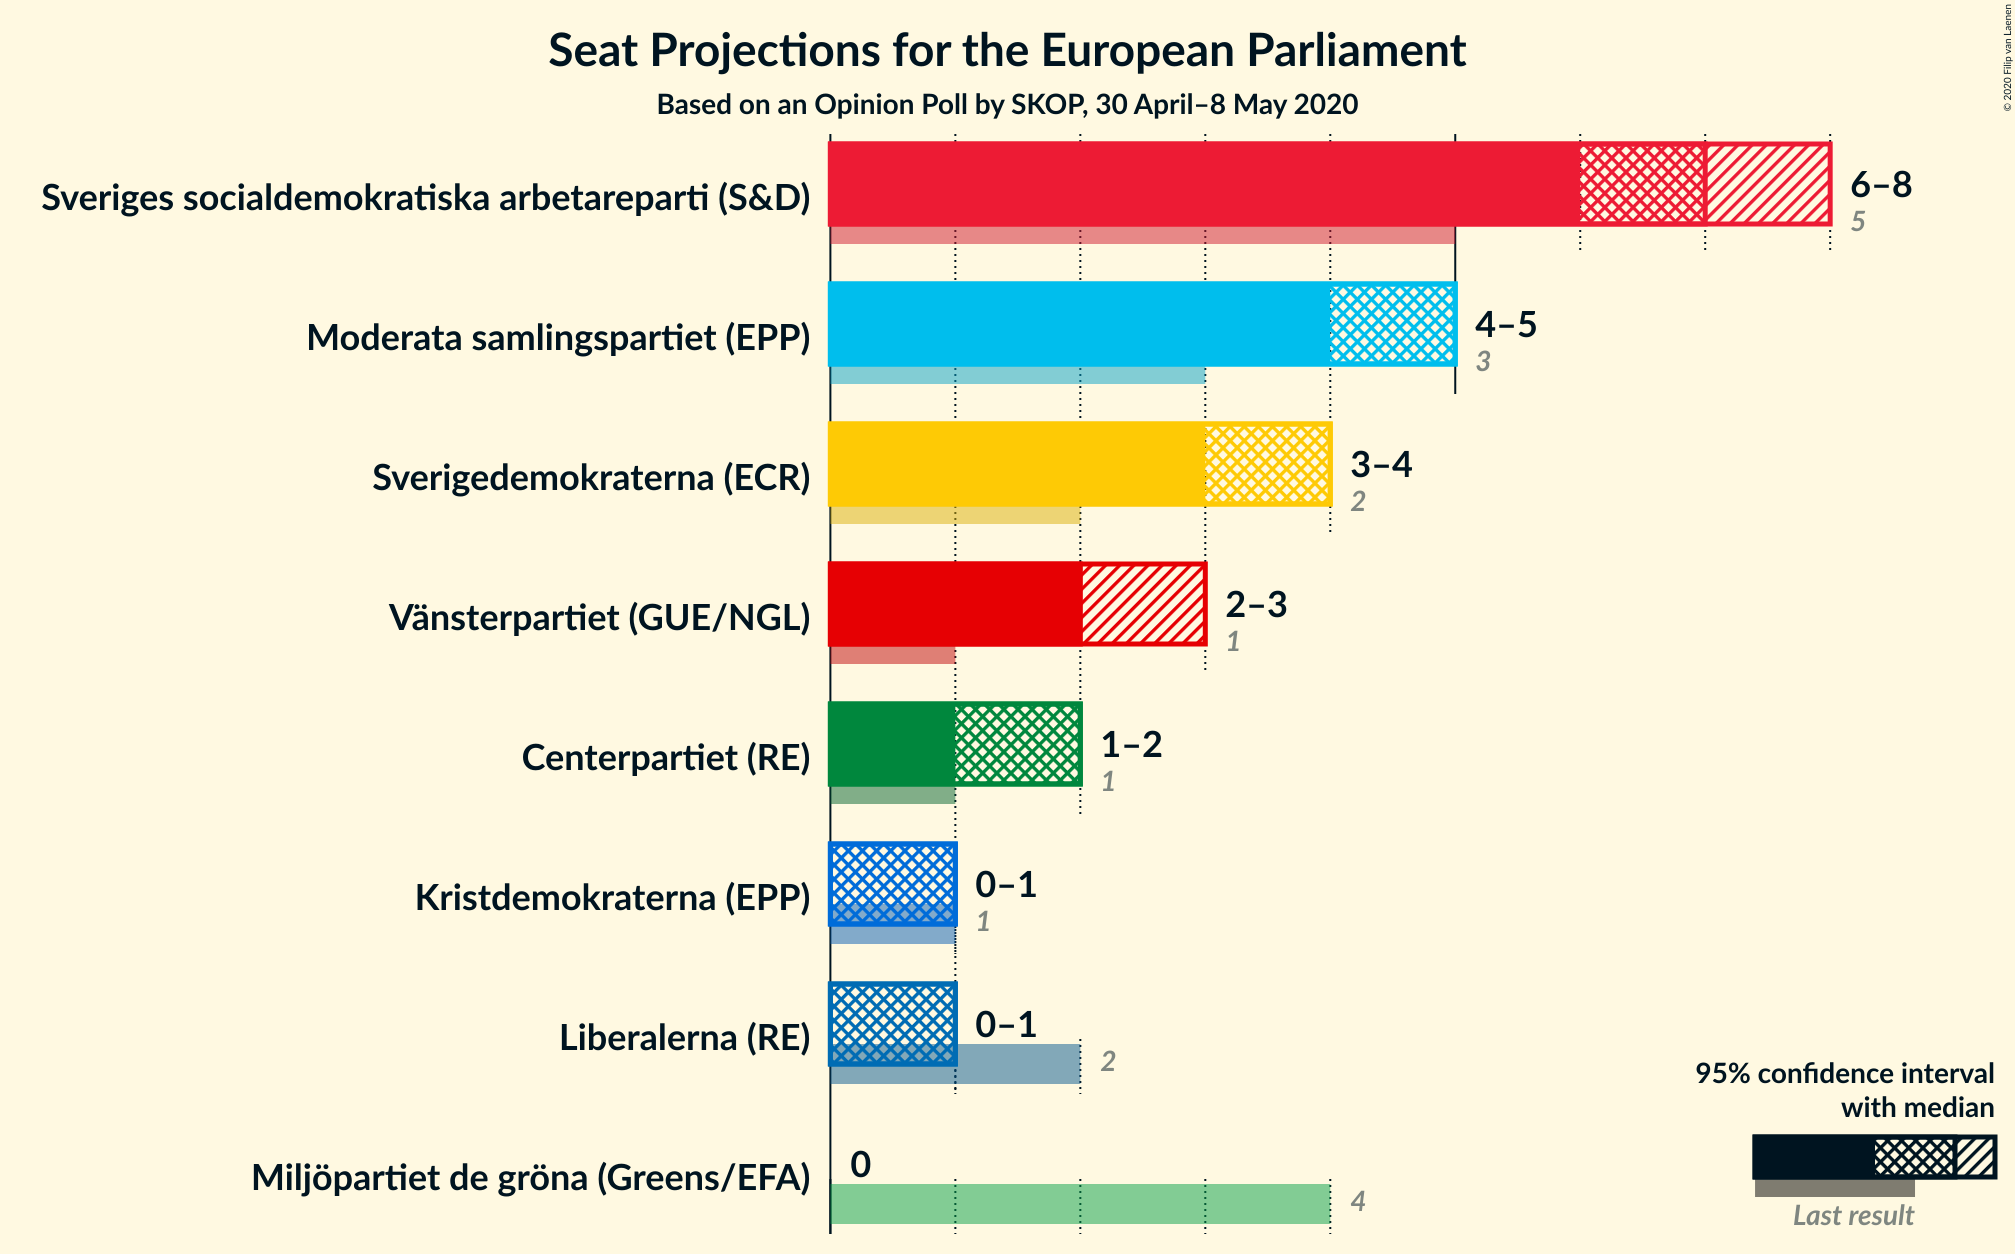 Seat Projections for the European Parliament
Based on an Opinion Poll by SKOP, 30 April–8 May 2020
© 2020 Filip van Laenen
Sveriges socialdemokratiska arbetareparti (S&D)
6–8
5
Moderata samlingspartiet (EPP)
4–5
3
Sverigedemokraterna (ECR)
3–4
2
Vänsterpartiet (GUE/NGL)
2–3
1
Centerpartiet (RE)
1–2
1
Kristdemokraterna (EPP)
0–1
1
Liberalerna (RE)
0–1
2
Miljöpartiet de gröna (Greens/EFA)
0
4
95% confidence interval
with median
Last result